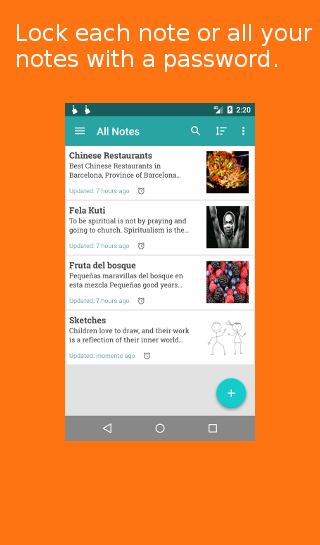 Lock each note or all your
notes with a password.
2:20
All Notes
Chinese Restaurants
Best Chinese Restaurants in
Barcelona, Province of Barcelona...
Updated: 7 hours ago
Fela Kuti
To be spiritual is not by praying and
going to church. Spiritualism is the...
Updated: 7 hours ago
Fruta del bosque
Pequeñas maravillas del bosque en
esta mezcla Pequeñas good years...
Updated: 7 hours ago
Sketches
Children love to draw, and their work
is a reflection of their inner world...
Updated: momento ago